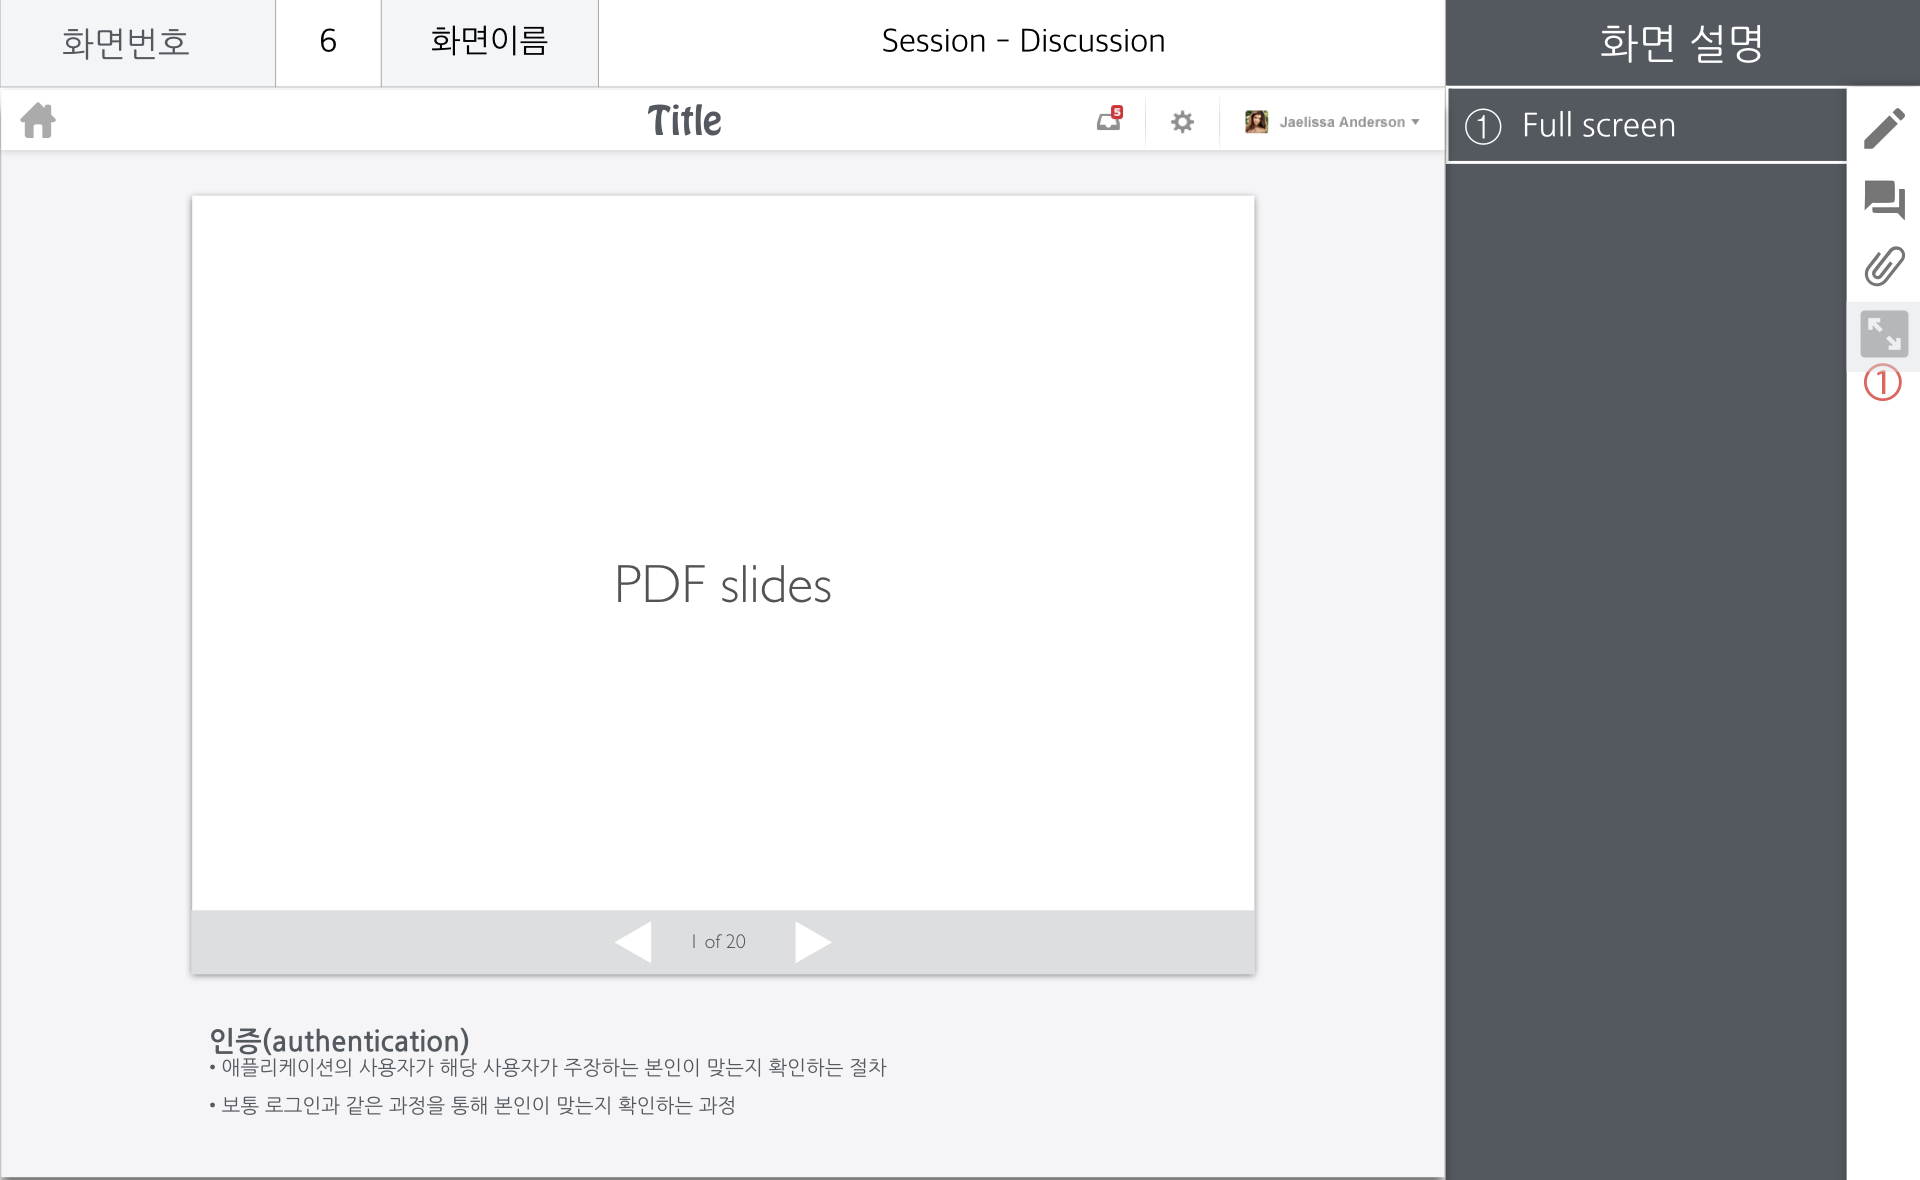 화면번호
6
화면이름
Session - Discussion
화면 설명
Title
5
Jaelissa Anderson
① Full screen
①
PDF slides
1 of 20
인증(authentication)
• 애플리케이션의 사용자가 해당 사용자가 주장하는 본인이 맞는지 확인하는 절차
• 보통 로그인과 같은 과정을 통해 본인이 맞는지 확인하는 과정